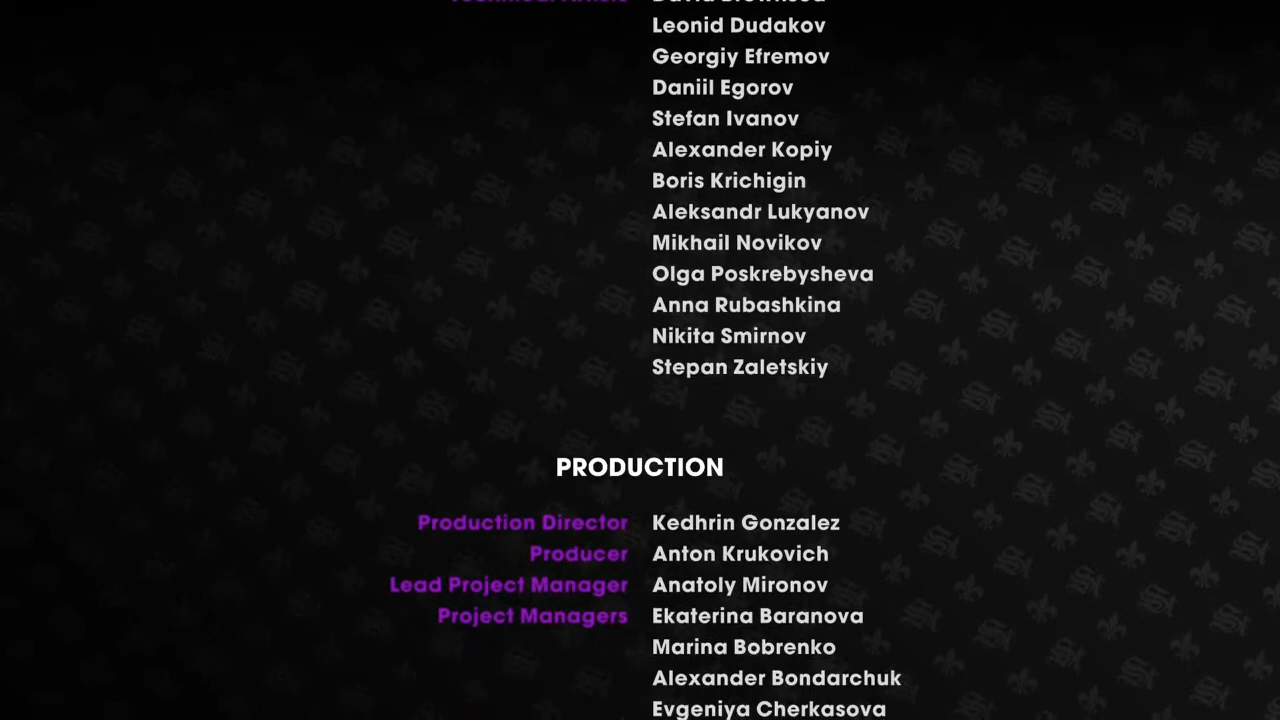 Leonid Dudakov
Georgiy Efremov
Daniil Egorov
Stefan Ivanov
Alexander Kopiy
Boris Krichigin
Aleksandr Lukyanov
Mikhail Novikov
Olga Poskrebysheva
Anna Rubashkina
Nikita Smirnov
Stepan Zaletskiy
PRODUCTION
Production Director Kedhrin Gonzalez
Producer Anton Krukovich
Lead Project Manager Anatoly Mironov
Project Managers Ekaterina Baranova
Marina Bobrenko
Alexander Bondarchuk
Evgeniya Cherkasova